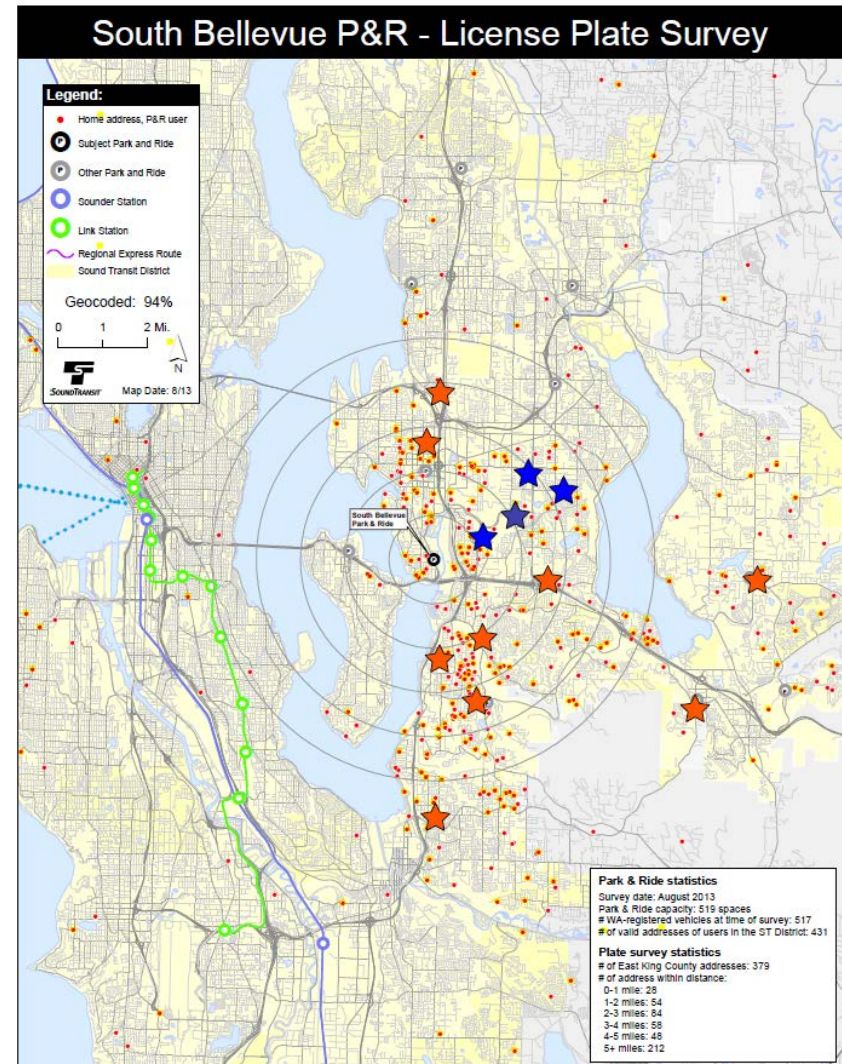 South Bellevue P&R - License Plate Survey
Legend:
Home address, P&R user
Subject Park and Ride
Other Park and Ride
Sounder Station
Link Station
Regional Express Route
Sound Transit District
Geocoded: 94%
0 1 2 Mi.
N
SOUNDTRANSIT
Map Date: 8/13
South Bellevue
Park & Ride
Park & Ride statistics
Survey date: August 2013
Park & Ride capacity: 519 spaces
# WA-registered vehicles at time of survey: 517
# of valid addresses of users in the ST District: 431
Plate survey statistics
# of East King County addresses: 379
# of address within distance:
0-1 mile: 28
1-2 miles: 54
2-3 miles: 84
3-4 miles: 58
4-5 miles: 48
5+ miles: 212